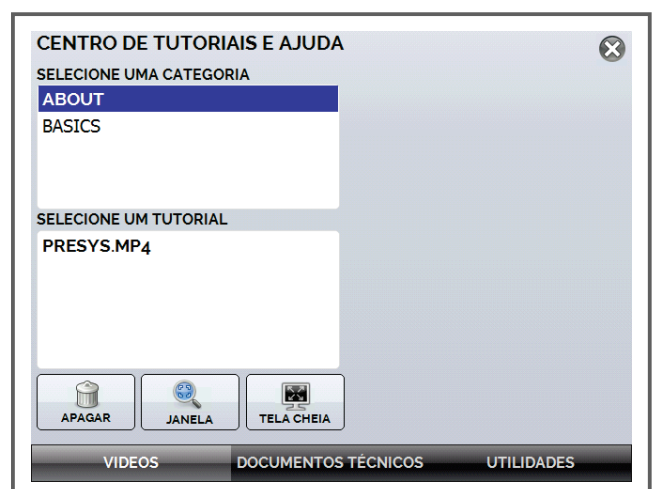 CENTRO DE TUTORIAIS E AJUDA
SELECIONE UMA CATEGORIA
ABOUT
BASICS
SELECIONE UM TUTORIAL
PRESYS.MP4
APAGAR JANELA TELA CHEIA
VIDEOS DOCUMENTOS TÉCNICOS UTILIDADES